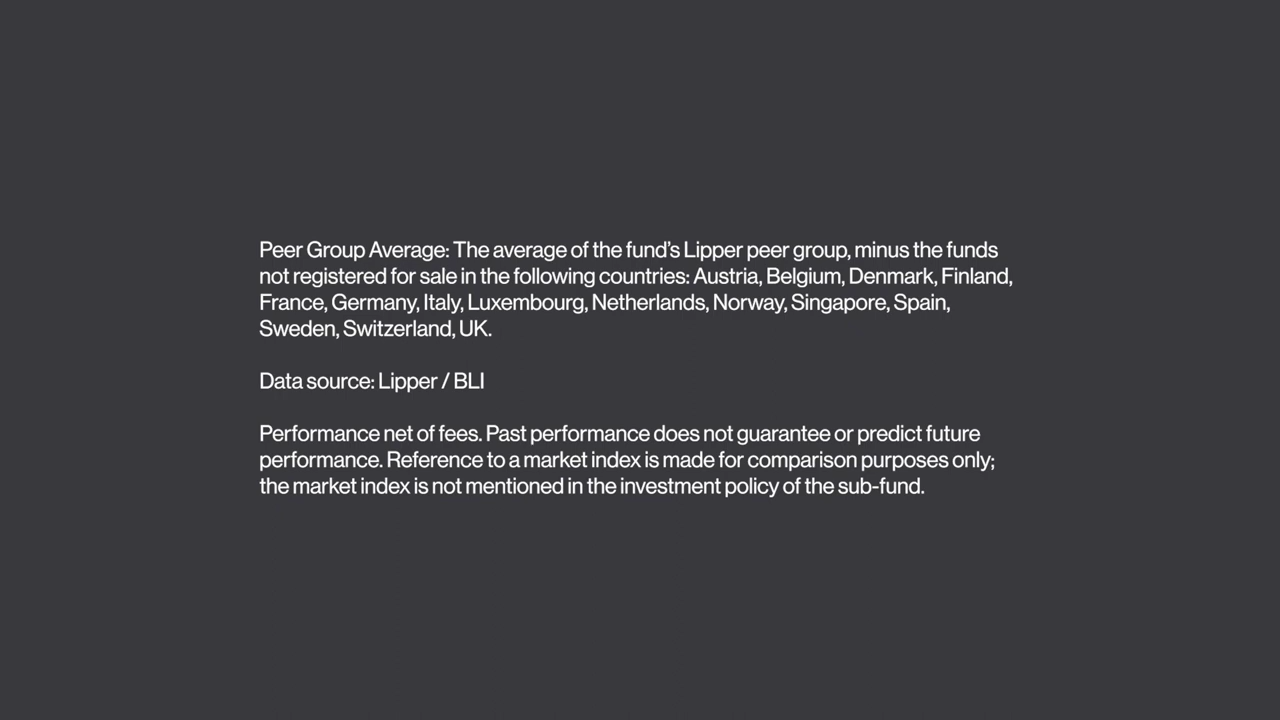 Peer Group Average: The average of the fund's Lipper peer group, minus the funds
not registered for sale in the following countries: Austria, Belgium, Denmark, Finland,
France, Germany, Italy, Luxembourg, Netherlands, Norway, Singapore, Spain,
Sweden, Switzerland, UK.
Data source: Lipper / BLI
Performance net of fees. Past performance does not guarantee or predict future
performance. Reference to a market index is made for comparison purposes only;
the market index is not mentioned in the investment policy of the sub-fund.